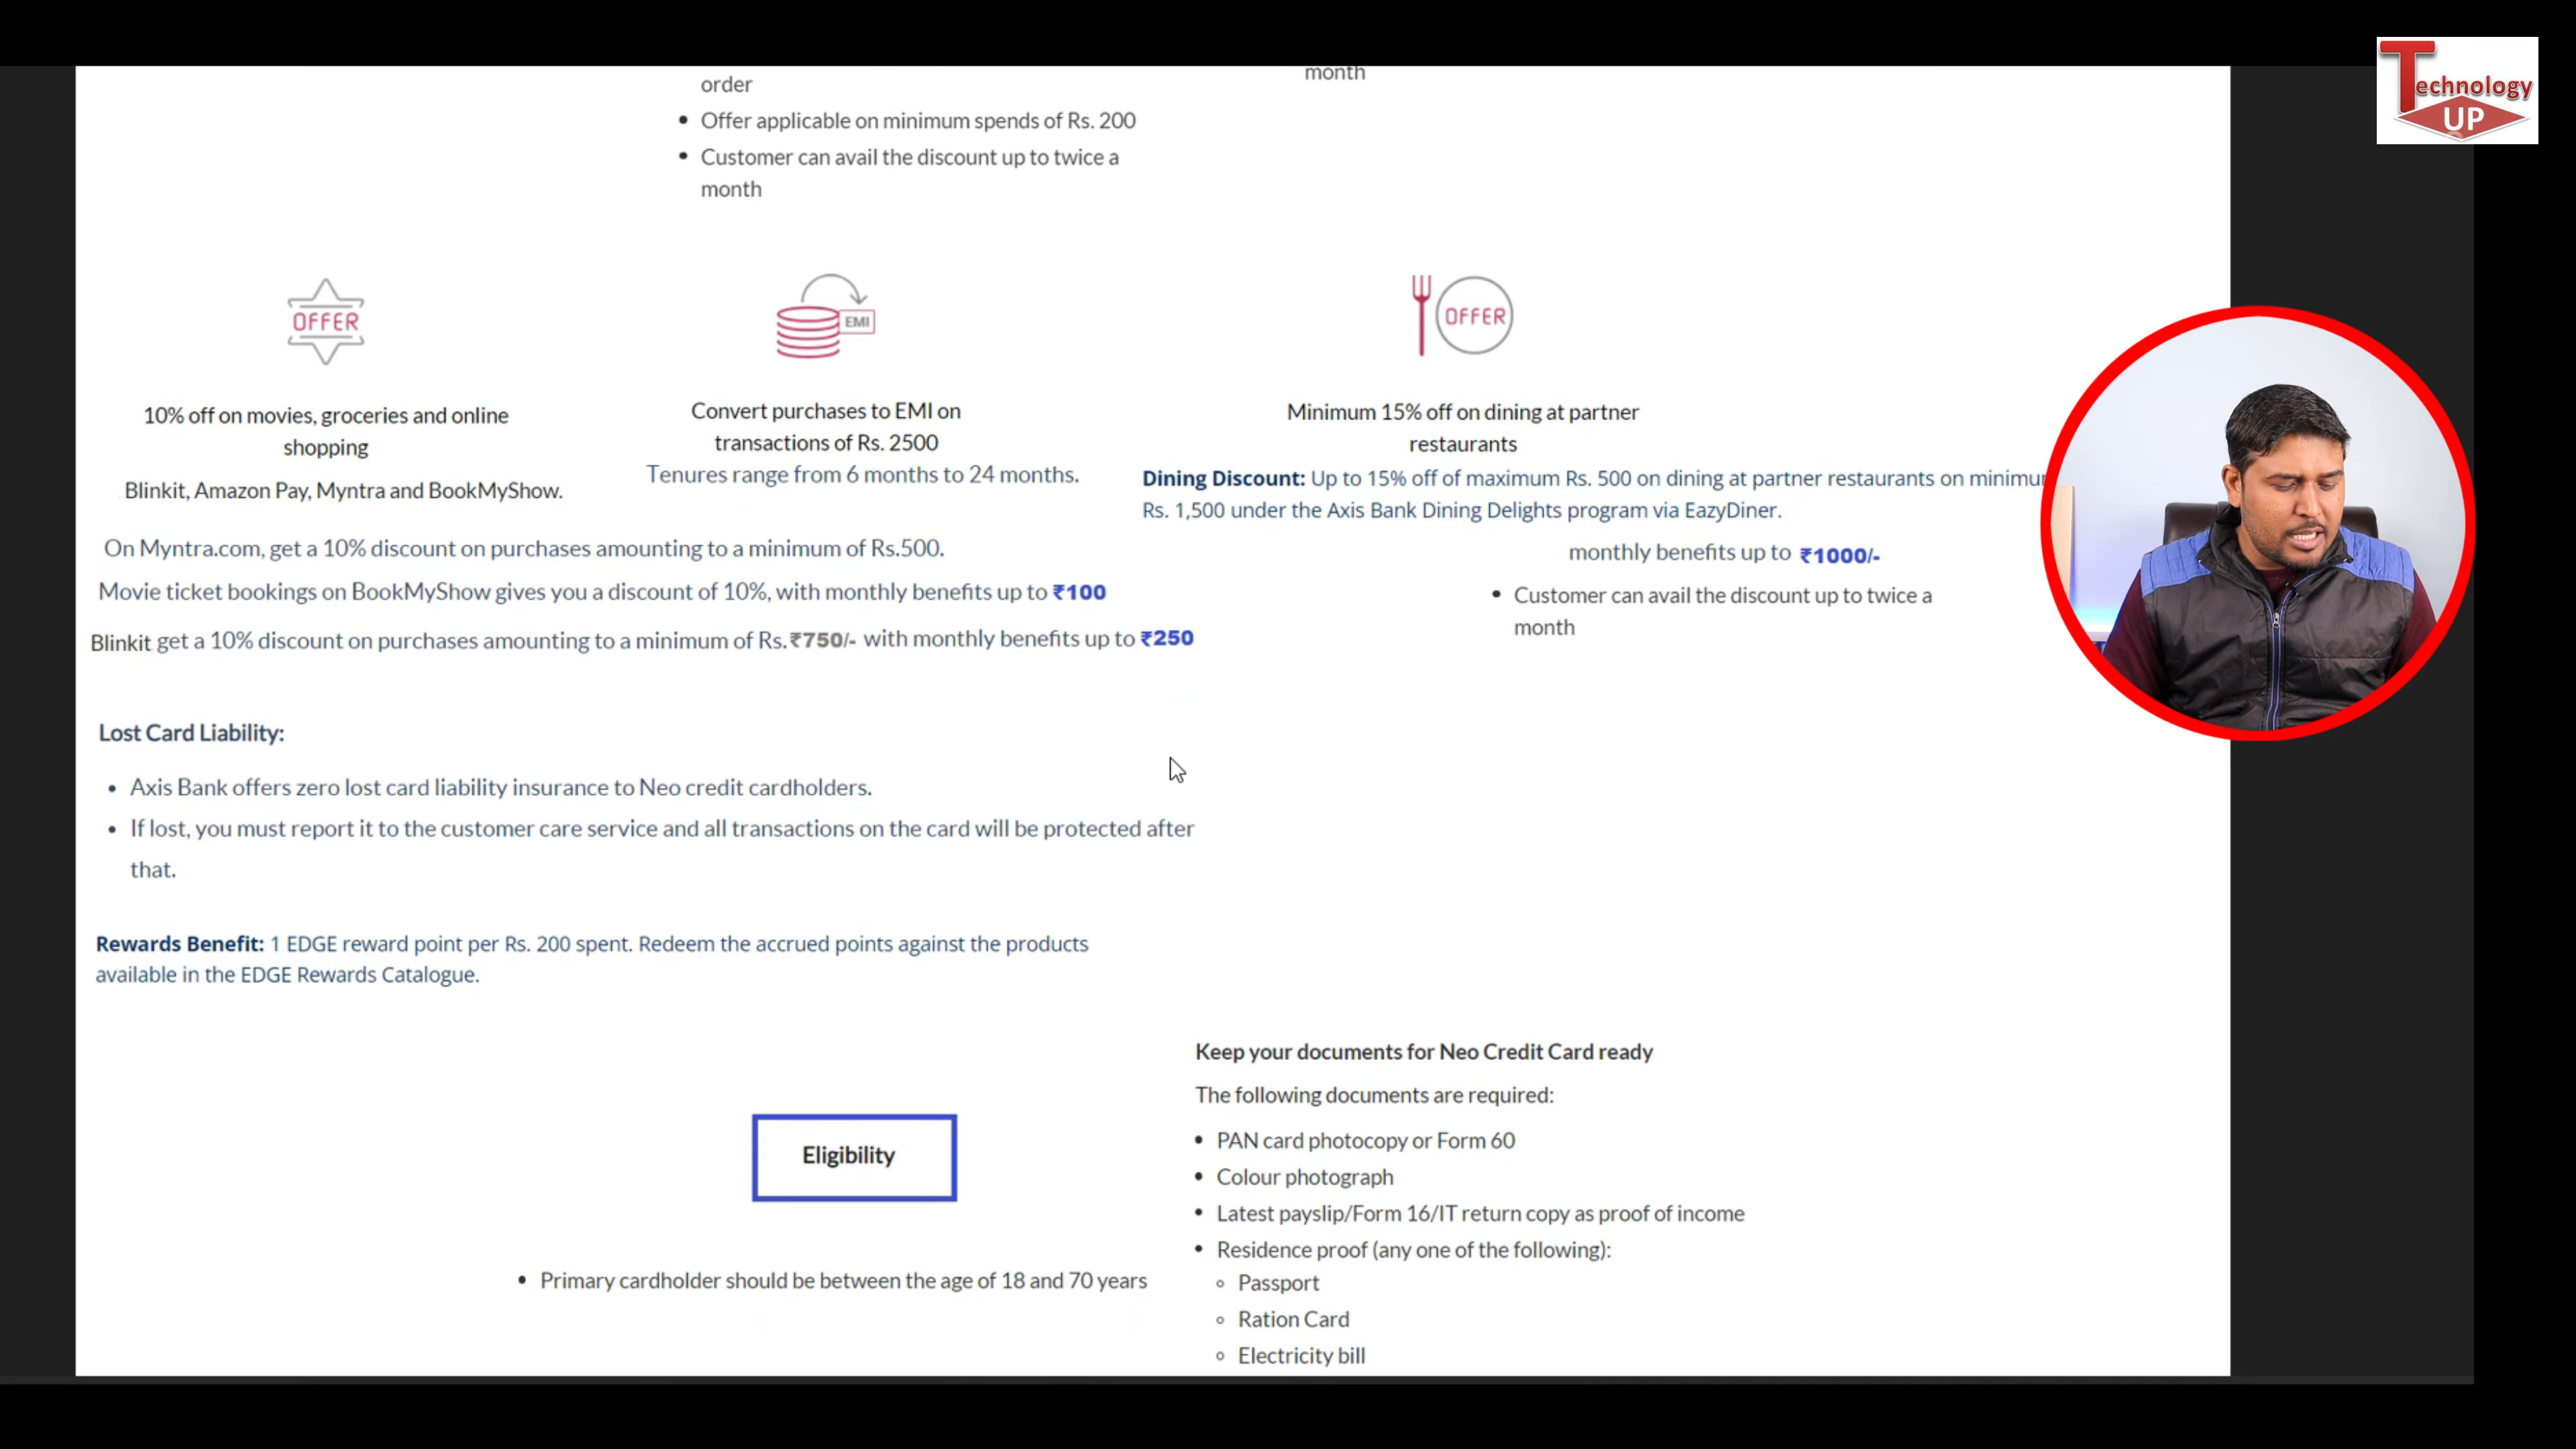 Technology
UP
order
• Offer applicable on minimum spends of Rs. 200
• Customer can avail the discount up to twice a
month
month
OFFER
10% off on movies, groceries and online
shopping
Blinkit, Amazon Pay, Myntra and BookMyShow.
EMI
Convert purchases to EMI on
transactions of Rs. 2500
Tenures range from 6 months to 24 months.
OFFER
Minimum 15% off on dining at partner
restaurants
Dining Discount: Up to 15% off of maximum Rs. 500 on dining at partner restaurants on minimu
Rs. 1,500 under the Axis Bank Dining Delights program via EazyDiner.
monthly benefits up to ₹1000/-
• Customer can avail the discount up to twice a
month
On Myntra.com, get a 10% discount on purchases amounting to a minimum of Rs.500.
Movie ticket bookings on BookMyShow gives you a discount of 10%, with monthly benefits up to ₹100
Blinkit get a 10% discount on purchases amounting to a minimum of Rs.₹750/- with monthly benefits up to ₹250
Lost Card Liability:
• Axis Bank offers zero lost card liability insurance to Neo credit cardholders.
• If lost, you must report it to the customer care service and all transactions on the card will be protected after
that.
Rewards Benefit: 1 EDGE reward point per Rs. 200 spent. Redeem the accrued points against the products
available in the EDGE Rewards Catalogue.
Eligibility
• Primary cardholder should be between the age of 18 and 70 years
Keep your documents for Neo Credit Card ready
The following documents are required:
• PAN card photocopy or Form 60
• Colour photograph
• Latest payslip/Form 16/IT return copy as proof of income
• Residence proof (any one of the following):
◦ Passport
◦ Ration Card
◦ Electricity bill